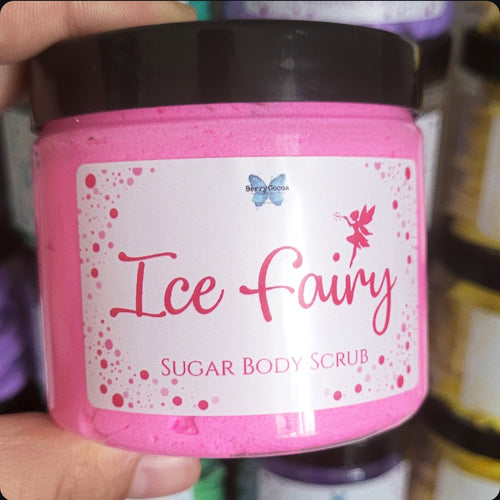 Berry Cocoa
Ice Fairy
Sugar Body Scrub